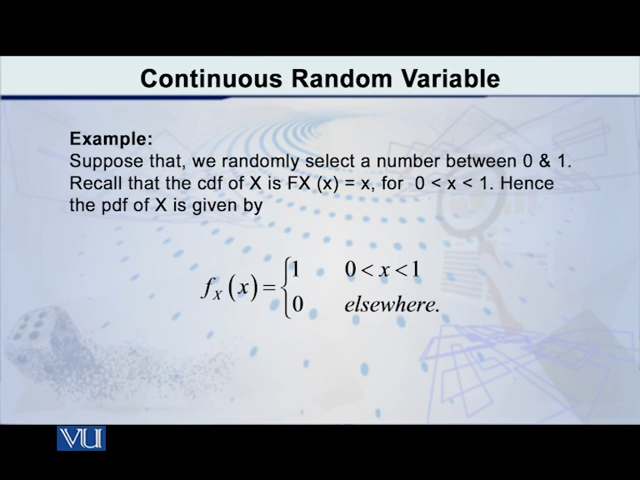 Continuous Random Variable
Example:
Suppose that, we randomly select a number between 0 & 1.
Recall that the cdf of X is FX (x) = x, for 0 < x < 1. Hence
the pdf of X is given by
f_X (x) = { 1 0 < x < 1
0 elsewhere.
VU